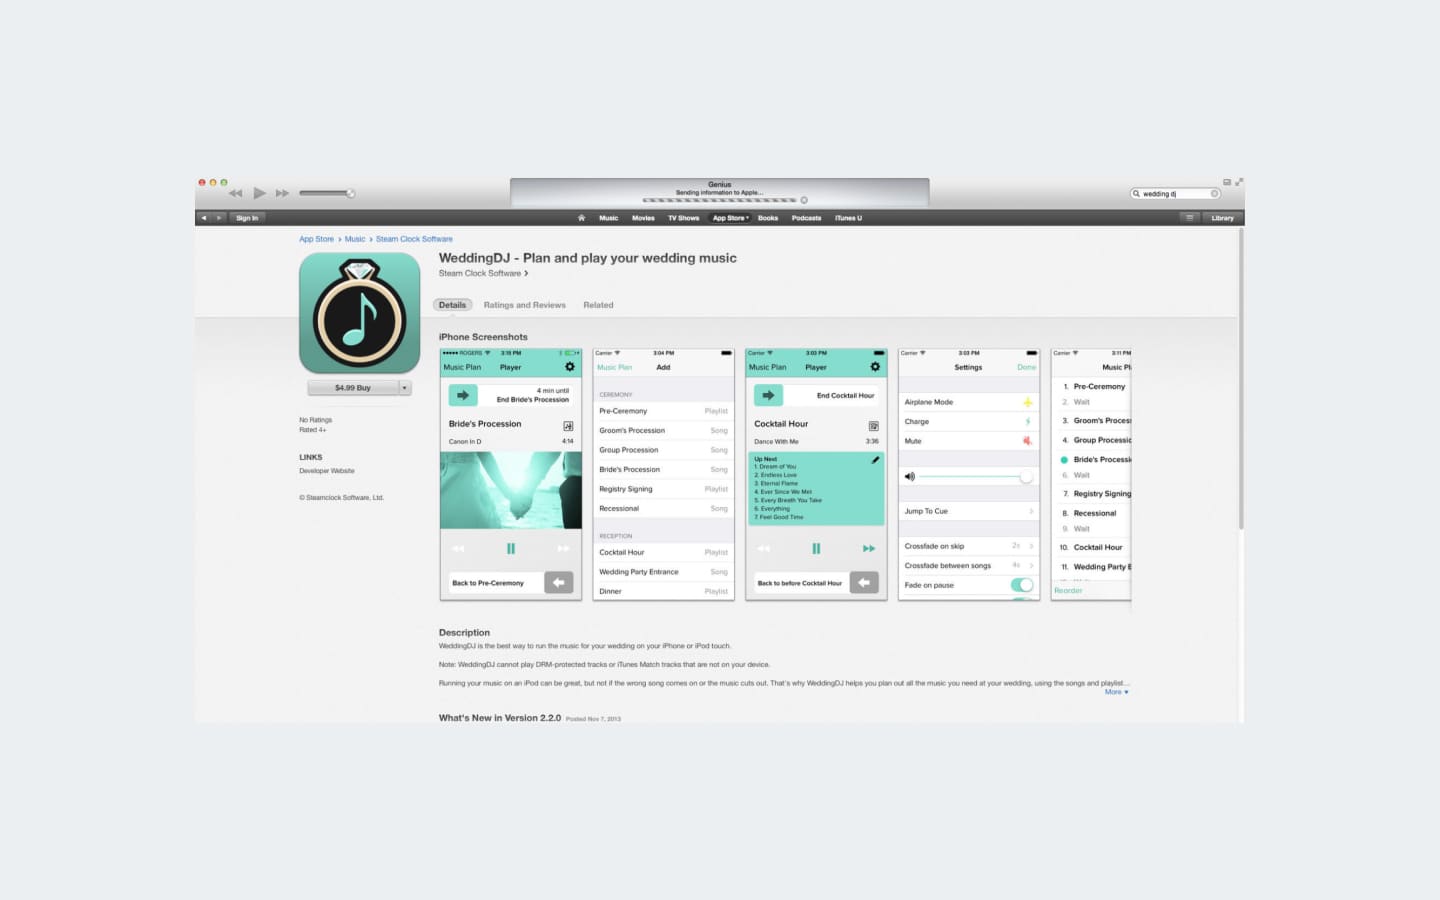 Genius
Sending information to Apple...
wedding dj
Sign In
Music
Movies
TV Shows
App Store
Books
Podcasts
iTunes U
Library
App Store › Music › Steam Clock Software
WeddingDJ - Plan and play your wedding music
Steam Clock Software
Details
Ratings and Reviews
Related
$4.99 Buy
No Ratings
Rated 4+
LINKS
Developer Website
© Steamclock Software, Ltd.
iPhone Screenshots
ROGERS 3:18 PM
Music Plan Player
4 min until
End Bride's Procession
Bride's Procession
Canon In D 4:14
Back to Pre-Ceremony
Carrier 3:04 PM
Music Plan Add
CEREMONY
Pre-Ceremony Playlist
Groom's Procession Song
Group Procession Song
Bride's Procession Song
Registry Signing Playlist
Recessional Song
RECEPTION
Cocktail Hour Playlist
Wedding Party Entrance Song
Dinner Playlist
Carrier 3:03 PM
Music Plan Player
End Cocktail Hour
Cocktail Hour
Dance With Me 3:36
Up Next
1. Dream of You
2. Endless Love
3. Eternal Flame
4. Ever Since We Met
5. Every Breath You Take
6. Everything
7. Feel Good Time
Back to before Cocktail Hour
Carrier 3:03 PM
Settings Done
Airplane Mode
Charge
Mute
Jump To Cue
Crossfade on skip 2s
Crossfade between songs 4s
Fade on pause
Carrier 3:11 PM
Music Pl
1. Pre-Ceremony
2. Wait
3. Groom's Proces
4. Group Processio
Bride's Processi
6. Wait
7. Registry Signing
8. Recessional
9. Wait
10. Cocktail Hour
11. Wedding Party E
Reorder
Description
WeddingDJ is the best way to run the music for your wedding on your iPhone or iPod touch.
Note: WeddingDJ cannot play DRM-protected tracks or iTunes Match tracks that are not on your device.
Running your music on an iPod can be great, but not if the wrong song comes on or the music cuts out. That's why WeddingDJ helps you plan out all the music you need at your wedding, using the songs and playlist...
More
What's New in Version 2.2.0 Posted Nov 7, 2013